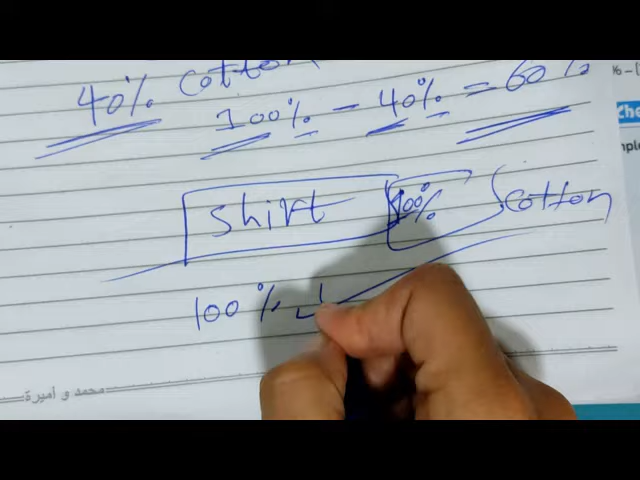 40% cotton
100% - 40% = 60%
shirt 100% cotton
100%
محمد و أميرة